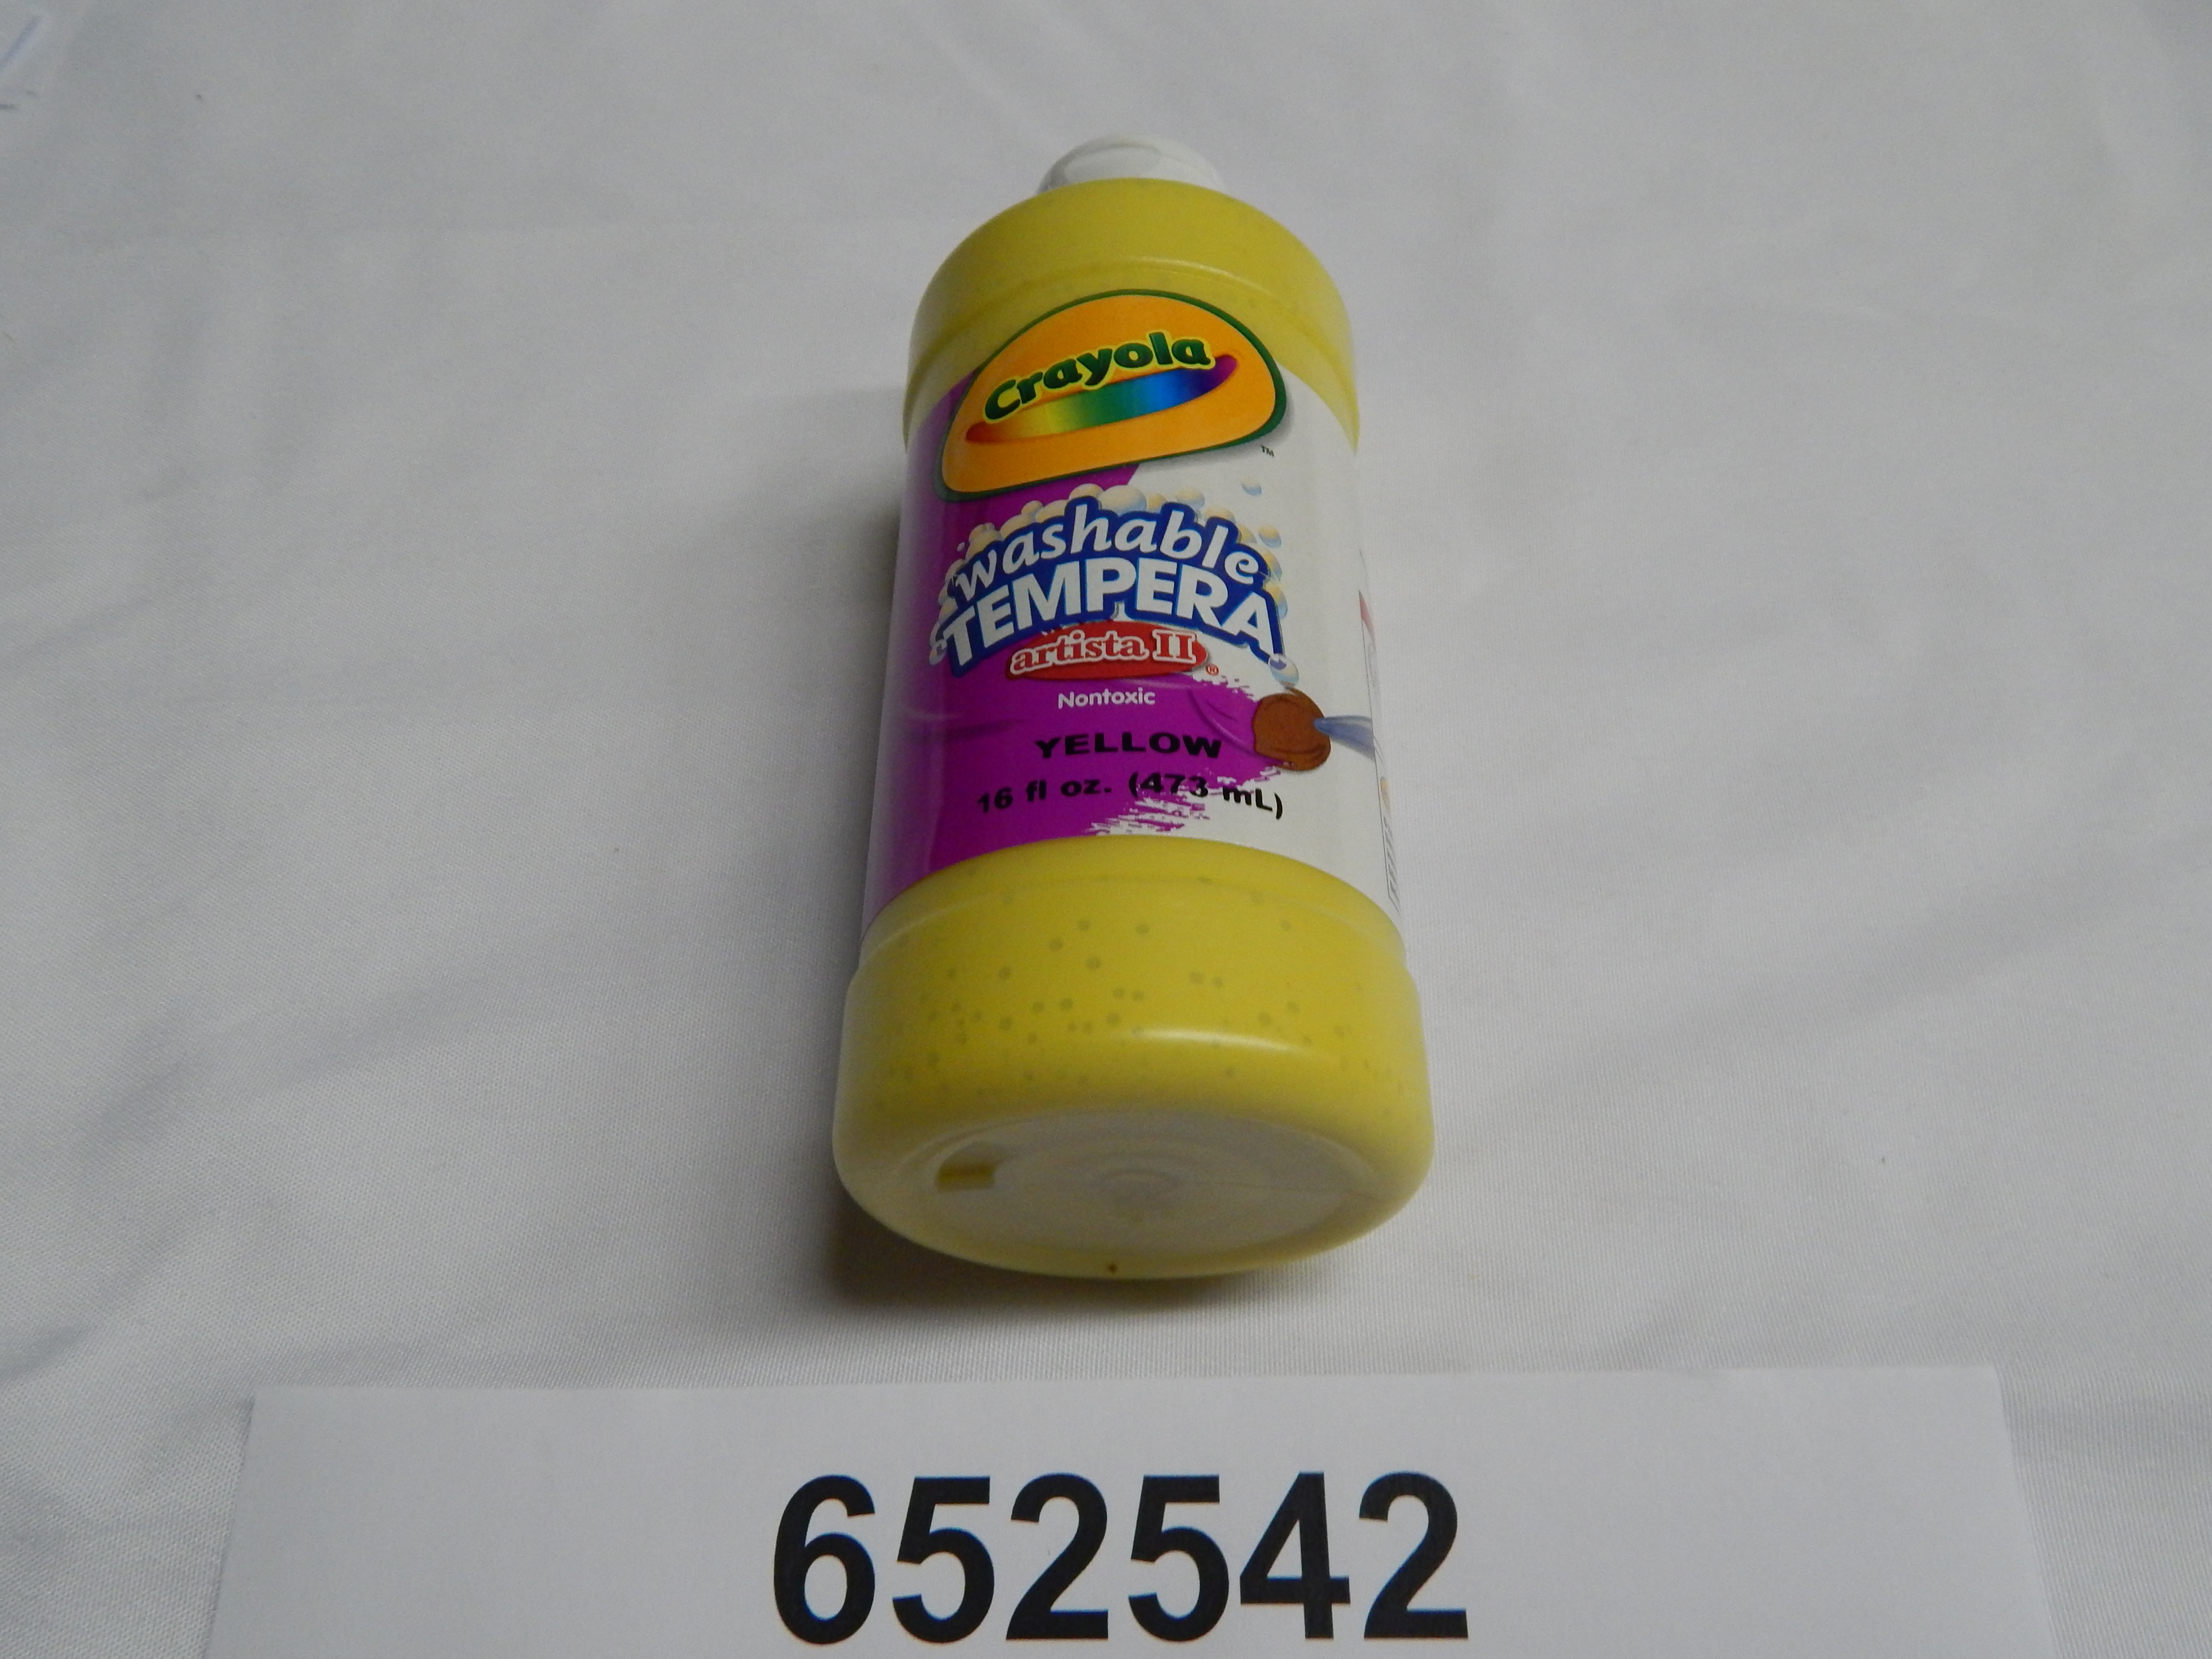 Crayola
TM
washable
TEMPERA
artista II ®
Nontoxic
YELLOW
16 fl oz. (473 mL)
652542